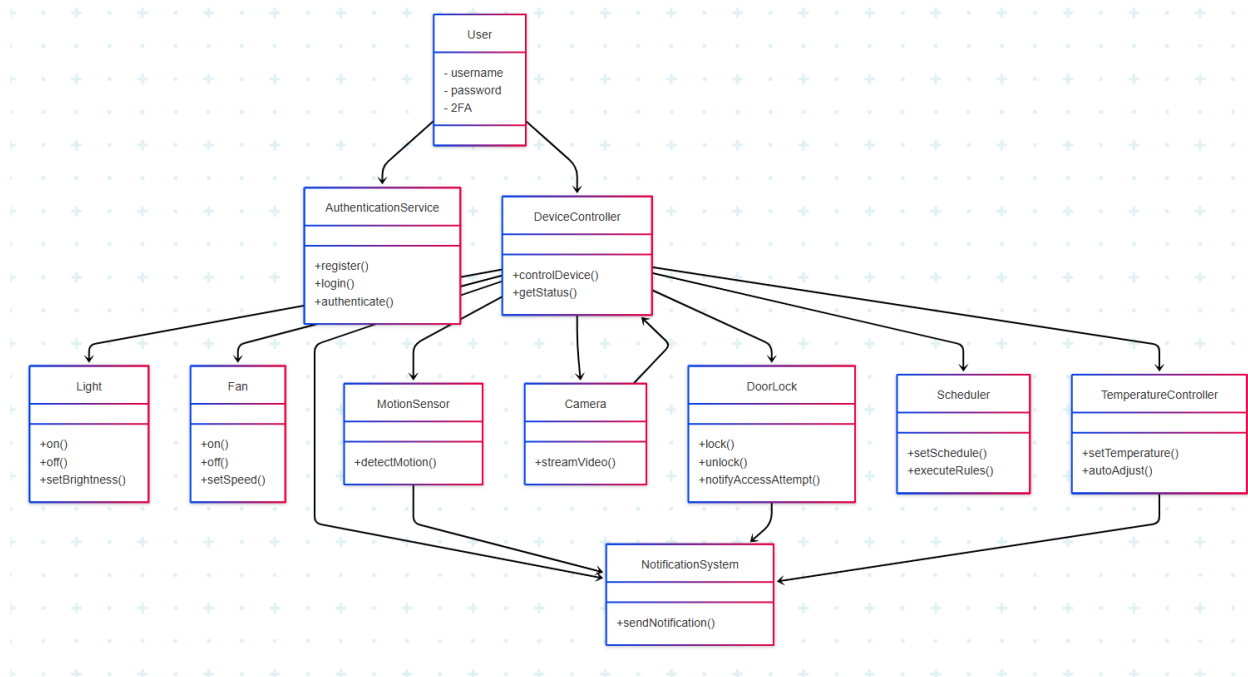 User
- username
- password
- 2FA
AuthenticationService
+register()
+login()
+authenticate()
DeviceController
+controlDevice()
+getStatus()
Light
+on()
+off()
+setBrightness()
Fan
+on()
+off()
+setSpeed()
MotionSensor
+detectMotion()
Camera
+streamVideo()
DoorLock
+lock()
+unlock()
+notifyAccessAttempt()
Scheduler
+setSchedule()
+executeRules()
TemperatureController
+setTemperature()
+autoAdjust()
NotificationSystem
+sendNotification()